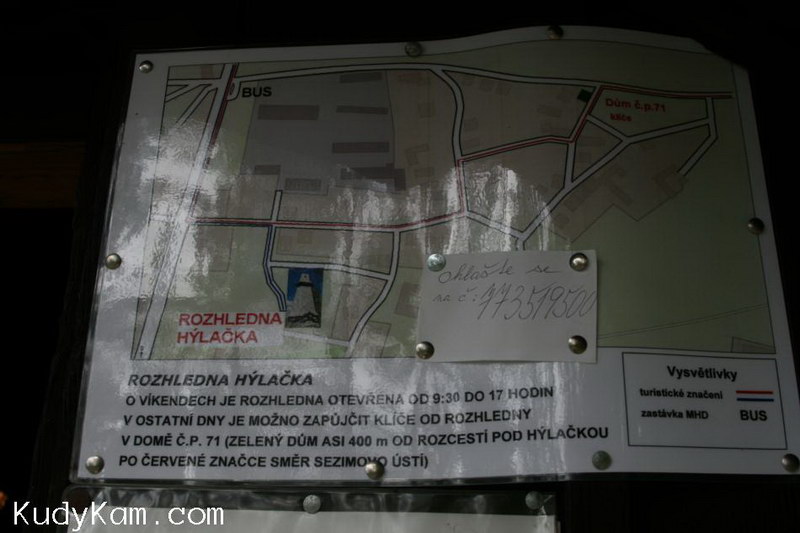 BUS
Dům č.p. 71
klíče
ROZHLEDNA
HÝLAČKA
Ohlašte se
na č:
ROZHLEDNA HÝLAČKA
O VÍKENDECH JE ROZHLEDNA OTEVŘENA OD 9:30 DO 17 HODIN
V OSTATNÍ DNY JE MOŽNO ZAPŮJČIT KLÍČE OD ROZHLEDNY
V DOMĚ Č.P. 71 (ZELENÝ DŮM ASI 400 m OD ROZCESTÍ POD HÝLAČKOU
PO ČERVENÉ ZNAČCE SMĚR SEZIMOVO ÚSTÍ)
Vysvětlivky
turistické značení
zastávka MHD BUS
KudyKam.com